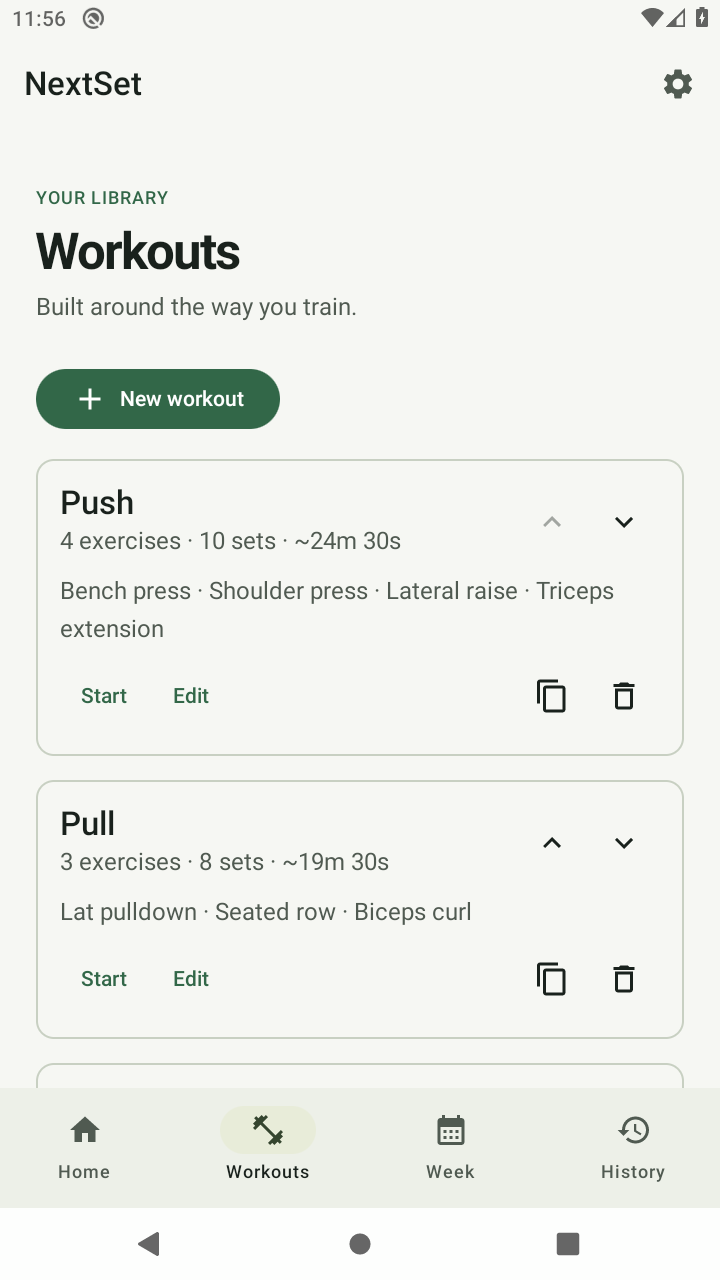 11:56
NextSet
YOUR LIBRARY
Workouts
Built around the way you train.
New workout
Push
4 exercises · 10 sets · ~24m 30s
Bench press · Shoulder press · Lateral raise · Triceps
extension
Start Edit
Pull
3 exercises · 8 sets · ~19m 30s
Lat pulldown · Seated row · Biceps curl
Start Edit
Home Workouts Week History